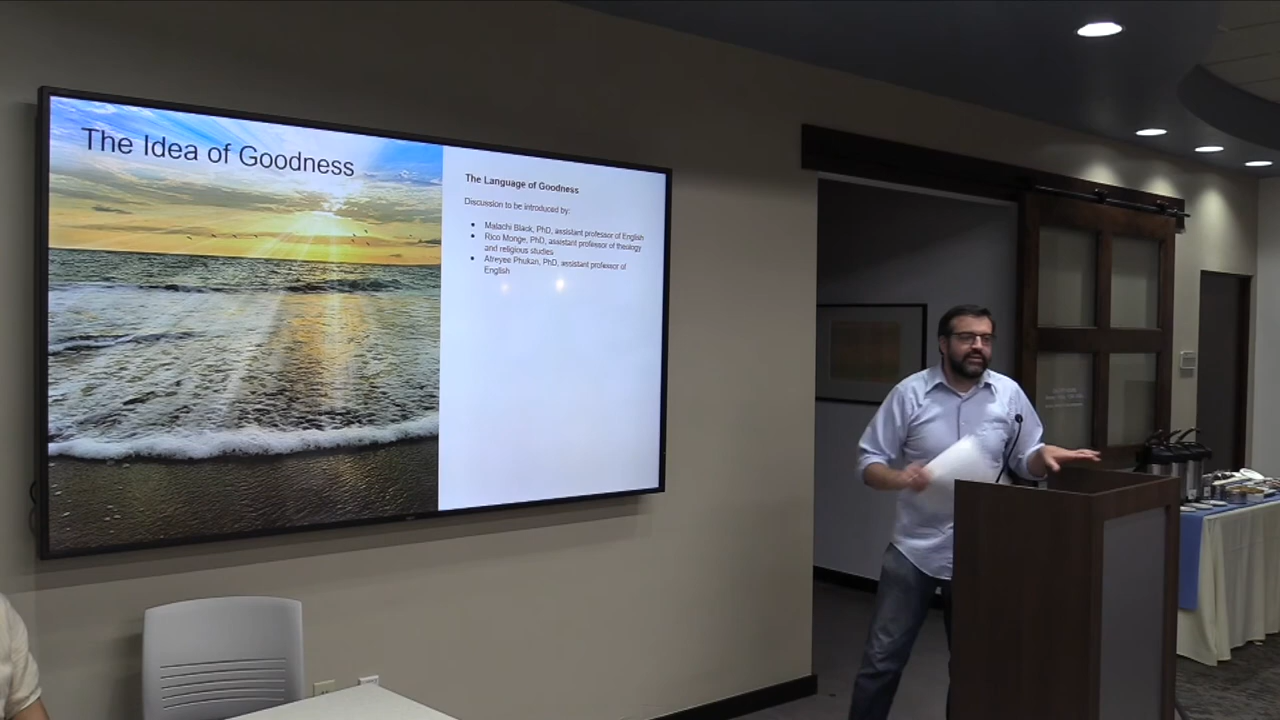 The Idea of Goodness
The Language of Goodness
Discussion to be introduced by:
• Malachi Black, PhD, assistant professor of English
• Rico Monge, PhD, assistant professor of theology
and religious studies
• Atreyee Phukan, PhD, assistant professor of
English